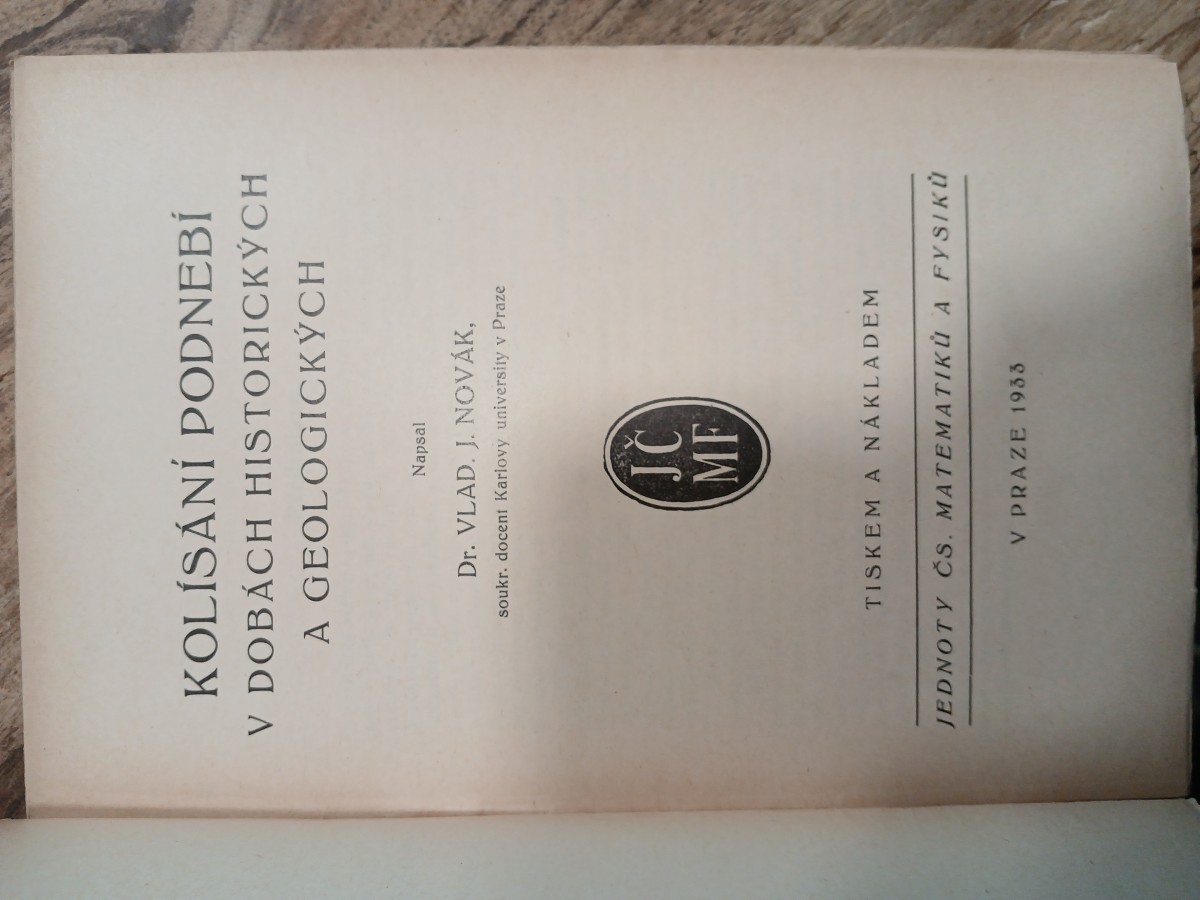 KOLÍSÁNÍ PODNEBÍ
V DOBÁCH HISTORICKÝCH
A GEOLOGICKÝCH
Napsal
Dr. VLAD. J. NOVÁK,
soukr. docent Karlovy university v Praze
JČ
MF
TISKEM A NÁKLADEM
JEDNOTY ČS. MATEMATIKŮ A FYSIKŮ
V PRAZE 1933